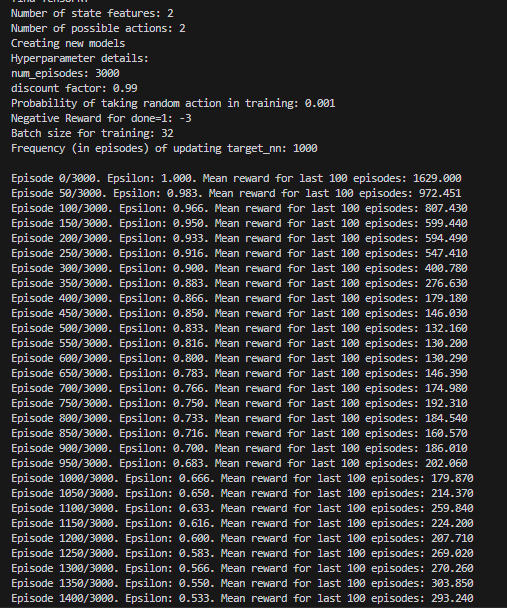 Number of state features: 2
Number of possible actions: 2
Creating new models
Hyperparameter details:
num_episodes: 3000
discount factor: 0.99
Probability of taking random action in training: 0.001
Negative Reward for done=1: -3
Batch size for training: 32
Frequency (in episodes) of updating target_nn: 1000
Episode 0/3000. Epsilon: 1.000. Mean reward for last 100 episodes: 1629.000
Episode 50/3000. Epsilon: 0.983. Mean reward for last 100 episodes: 972.451
Episode 100/3000. Epsilon: 0.966. Mean reward for last 100 episodes: 807.430
Episode 150/3000. Epsilon: 0.950. Mean reward for last 100 episodes: 599.440
Episode 200/3000. Epsilon: 0.933. Mean reward for last 100 episodes: 594.490
Episode 250/3000. Epsilon: 0.916. Mean reward for last 100 episodes: 547.410
Episode 300/3000. Epsilon: 0.900. Mean reward for last 100 episodes: 400.780
Episode 350/3000. Epsilon: 0.883. Mean reward for last 100 episodes: 276.630
Episode 400/3000. Epsilon: 0.866. Mean reward for last 100 episodes: 179.180
Episode 450/3000. Epsilon: 0.850. Mean reward for last 100 episodes: 146.030
Episode 500/3000. Epsilon: 0.833. Mean reward for last 100 episodes: 132.160
Episode 550/3000. Epsilon: 0.816. Mean reward for last 100 episodes: 130.200
Episode 600/3000. Epsilon: 0.800. Mean reward for last 100 episodes: 130.290
Episode 650/3000. Epsilon: 0.783. Mean reward for last 100 episodes: 146.390
Episode 700/3000. Epsilon: 0.766. Mean reward for last 100 episodes: 174.980
Episode 750/3000. Epsilon: 0.750. Mean reward for last 100 episodes: 192.310
Episode 800/3000. Epsilon: 0.733. Mean reward for last 100 episodes: 184.540
Episode 850/3000. Epsilon: 0.716. Mean reward for last 100 episodes: 160.570
Episode 900/3000. Epsilon: 0.700. Mean reward for last 100 episodes: 186.010
Episode 950/3000. Epsilon: 0.683. Mean reward for last 100 episodes: 202.060
Episode 1000/3000. Epsilon: 0.666. Mean reward for last 100 episodes: 179.870
Episode 1050/3000. Epsilon: 0.650. Mean reward for last 100 episodes: 214.370
Episode 1100/3000. Epsilon: 0.633. Mean reward for last 100 episodes: 259.840
Episode 1150/3000. Epsilon: 0.616. Mean reward for last 100 episodes: 224.200
Episode 1200/3000. Epsilon: 0.600. Mean reward for last 100 episodes: 207.710
Episode 1250/3000. Epsilon: 0.583. Mean reward for last 100 episodes: 269.020
Episode 1300/3000. Epsilon: 0.566. Mean reward for last 100 episodes: 270.260
Episode 1350/3000. Epsilon: 0.550. Mean reward for last 100 episodes: 303.850
Episode 1400/3000. Epsilon: 0.533. Mean reward for last 100 episodes: 293.240